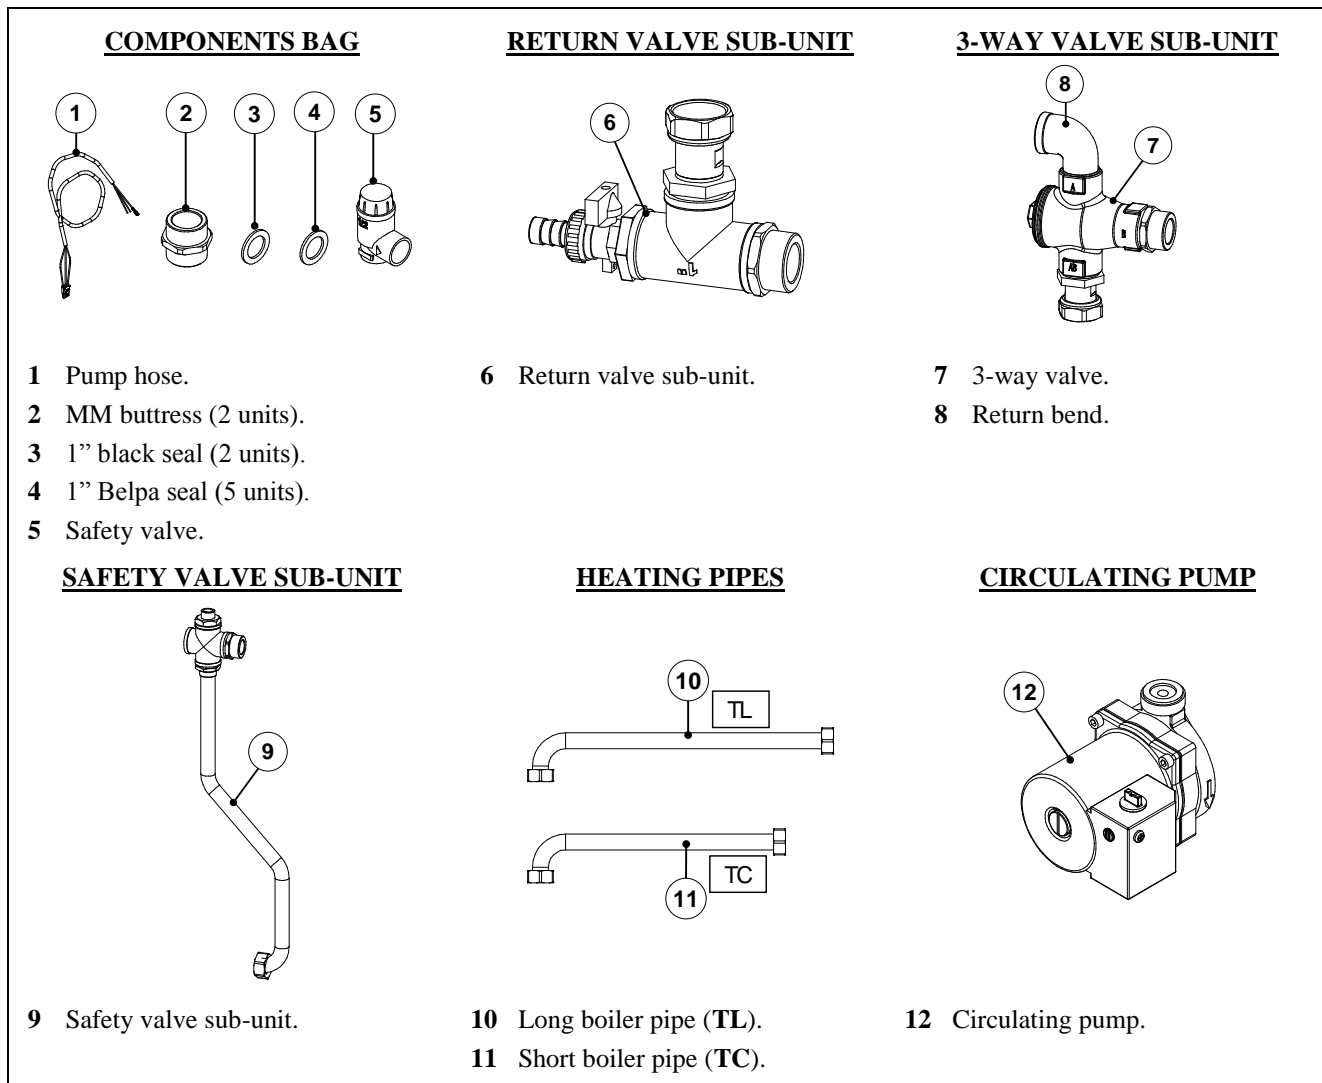 COMPONENTS BAG
RETURN VALVE SUB-UNIT
3-WAY VALVE SUB-UNIT
1 2 3 4 5
6
8
7
A
AB
1 Pump hose.
2 MM buttress (2 units).
3 1” black seal (2 units).
4 1” Belpa seal (5 units).
5 Safety valve.
6 Return valve sub-unit.
7 3-way valve.
8 Return bend.
SAFETY VALVE SUB-UNIT
HEATING PIPES
CIRCULATING PUMP
9
10
TL
11
TC
12
9 Safety valve sub-unit.
10 Long boiler pipe (TL).
11 Short boiler pipe (TC).
12 Circulating pump.